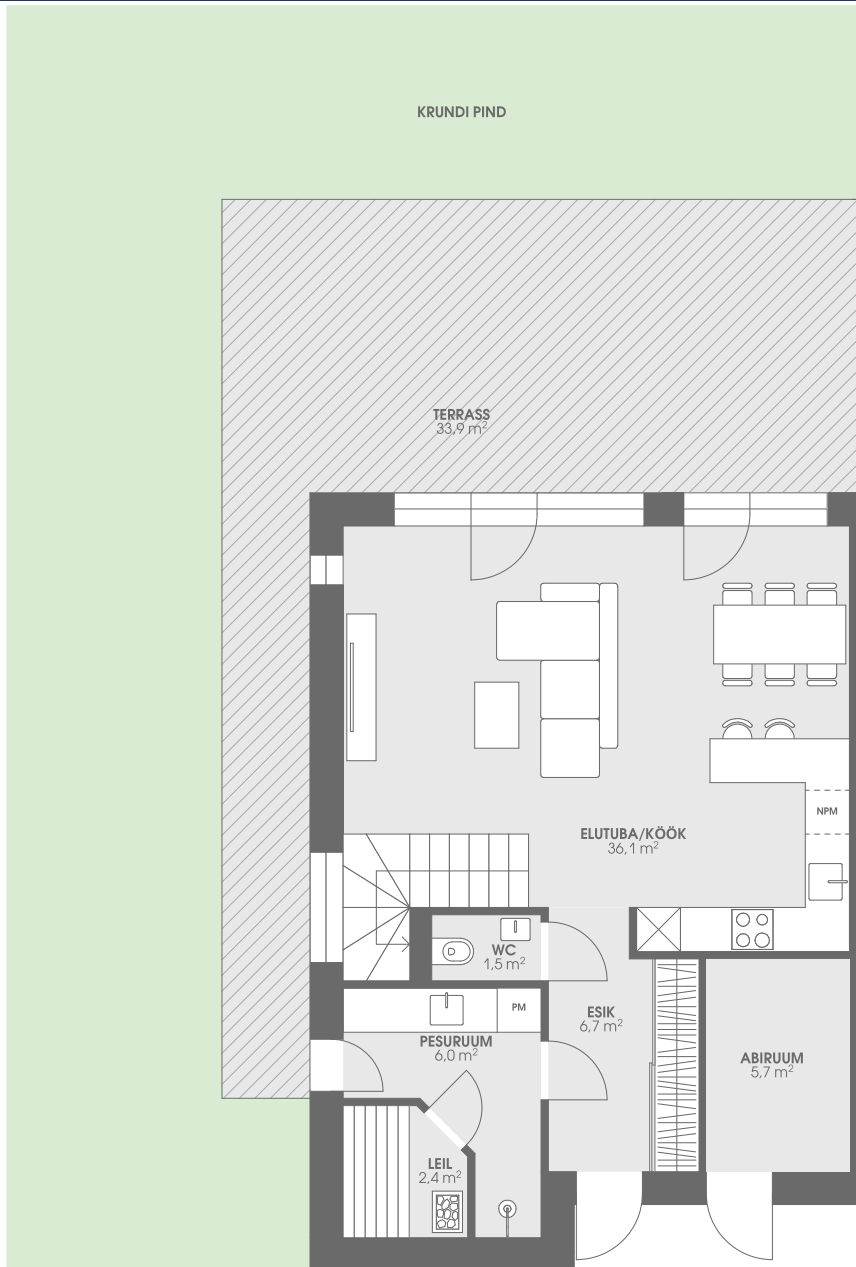 KRUNDI PIND
TERRASS
33,9 m²
NPM
ELUTUBA/KÖÖK
36,1 m²
WC
1,5 m²
PM
ESIK
6,7 m²
PESURUUM
6,0 m²
ABIRUUM
5,7 m²
LEIL
2,4 m²